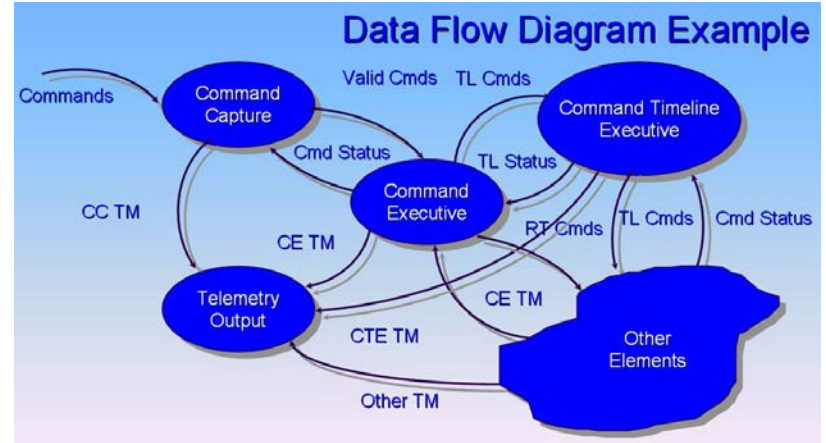 Data Flow Diagram Example
Commands
Command
Capture
Valid Cmds
TL Cmds
Command Timeline
Executive
Cmd Status
TL Status
Command
Executive
CC TM
CE TM
RT Cmds
TL Cmds
Cmd Status
Telemetry
Output
CE TM
CTE TM
Other
Elements
Other TM